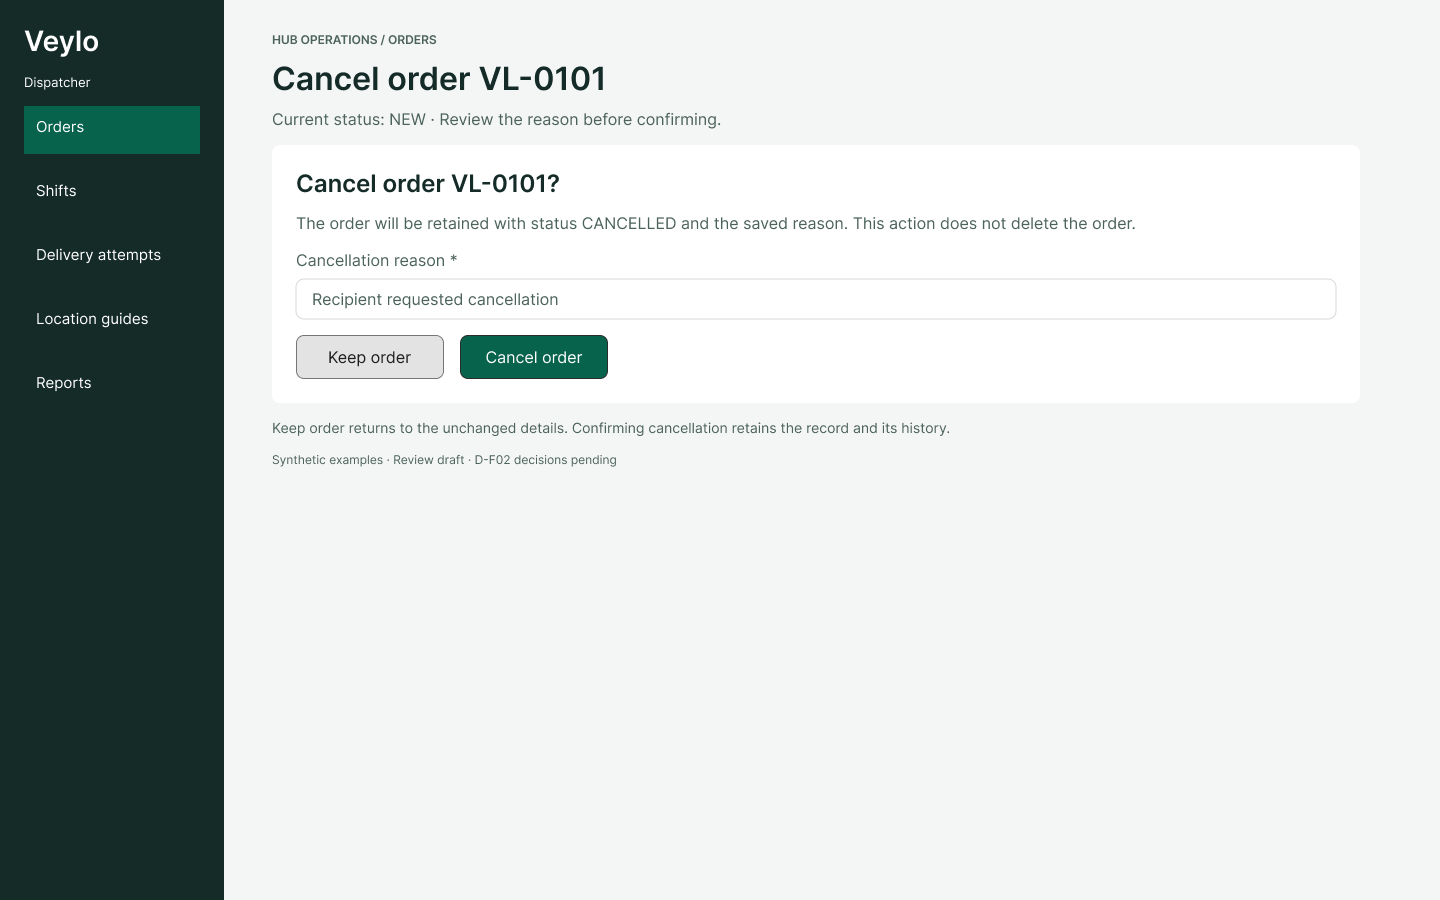 Veylo
Dispatcher
Orders
Shifts
Delivery attempts
Location guides
Reports
HUB OPERATIONS / ORDERS
Cancel order VL-0101
Current status: NEW · Review the reason before confirming.
Cancel order VL-0101?
The order will be retained with status CANCELLED and the saved reason. This action does not delete the order.
Cancellation reason *
Recipient requested cancellation
Keep order
Cancel order
Keep order returns to the unchanged details. Confirming cancellation retains the record and its history.
Synthetic examples · Review draft · D-F02 decisions pending